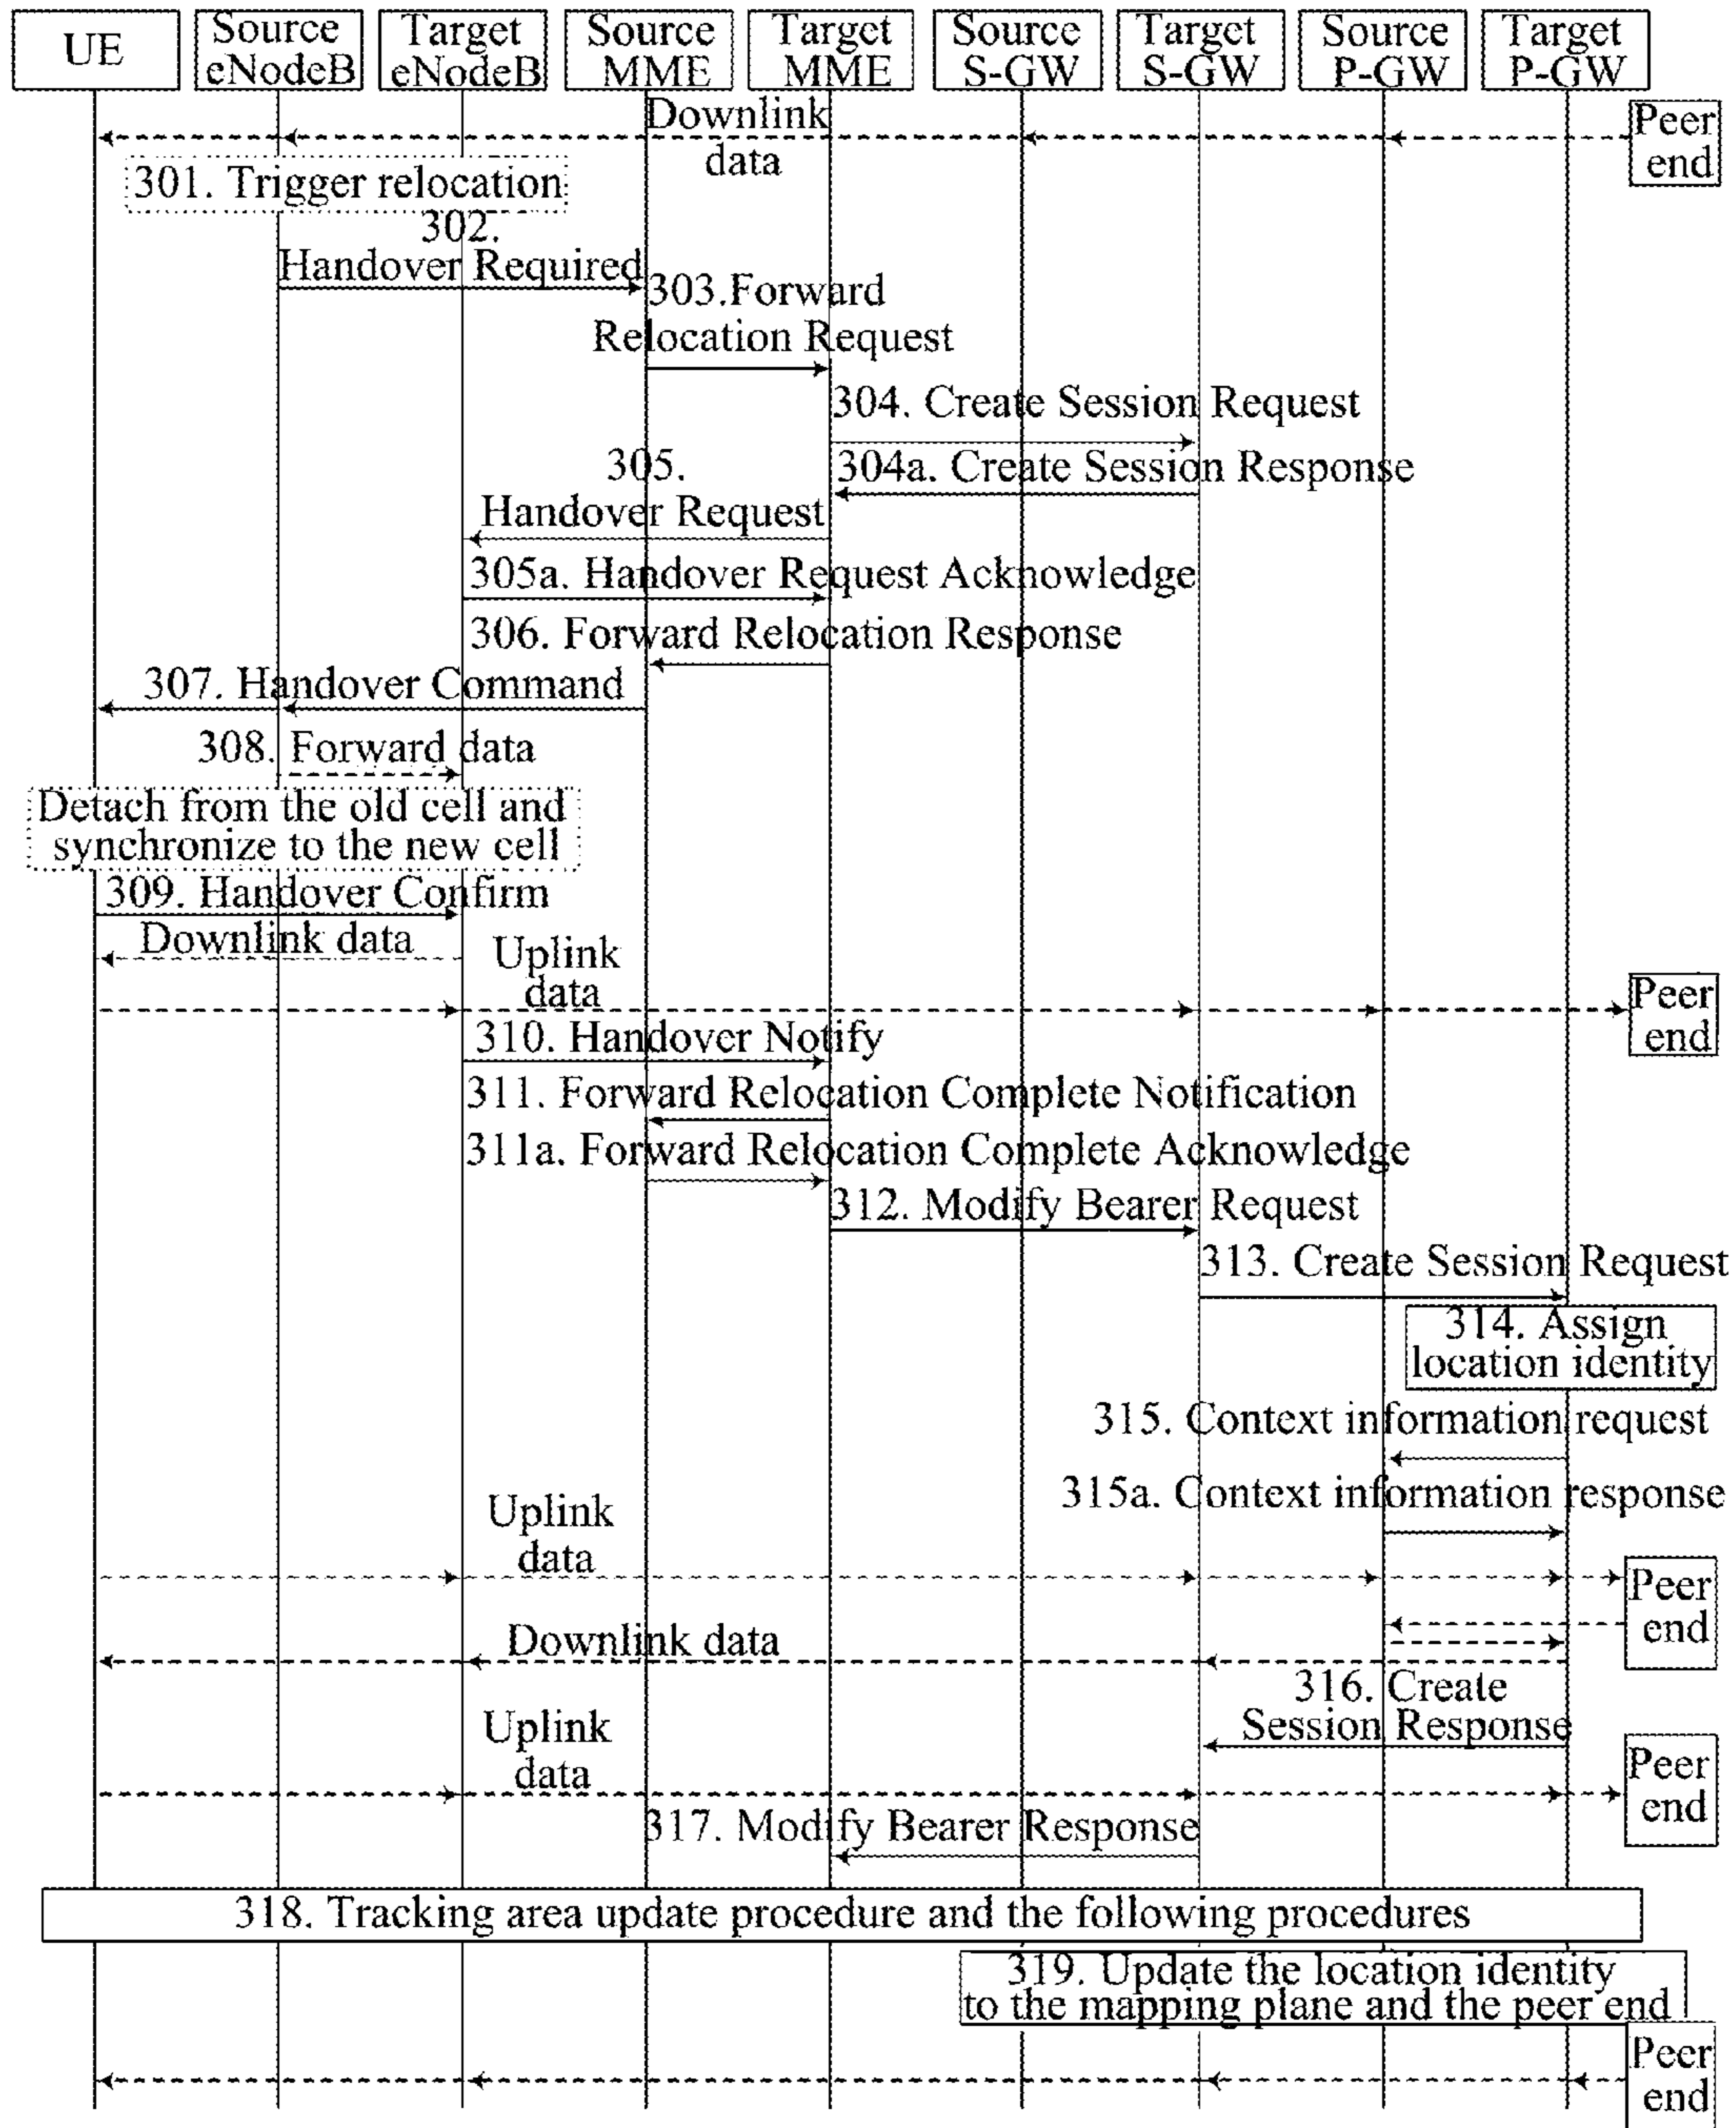 UE
Source
eNodeB
Target
eNodeB
Source
MME
Target
MME
Source
S-GW
Target
S-GW
Source
P-GW
Target
P-GW
Downlink
data
Peer
end
301. Trigger relocation
302.
Handover Required
303.Forward
Relocation Request
304. Create Session Request
304a. Create Session Response
305.
Handover Request
305a. Handover Request Acknowledge
306. Forward Relocation Response
307. Handover Command
308. Forward data
Detach from the old cell and
synchronize to the new cell
309. Handover Confirm
Downlink data
Uplink
data
Peer
end
310. Handover Notify
311. Forward Relocation Complete Notification
311a. Forward Relocation Complete Acknowledge
312. Modify Bearer Request
313. Create Session Request
314. Assign
location identity
315. Context information request
315a. Context information response
Uplink
data
Peer
end
Downlink data
316. Create
Session Response
Uplink
data
Peer
end
317. Modify Bearer Response
318. Tracking area update procedure and the following procedures
319. Update the location identity
to the mapping plane and the peer end
Peer
end